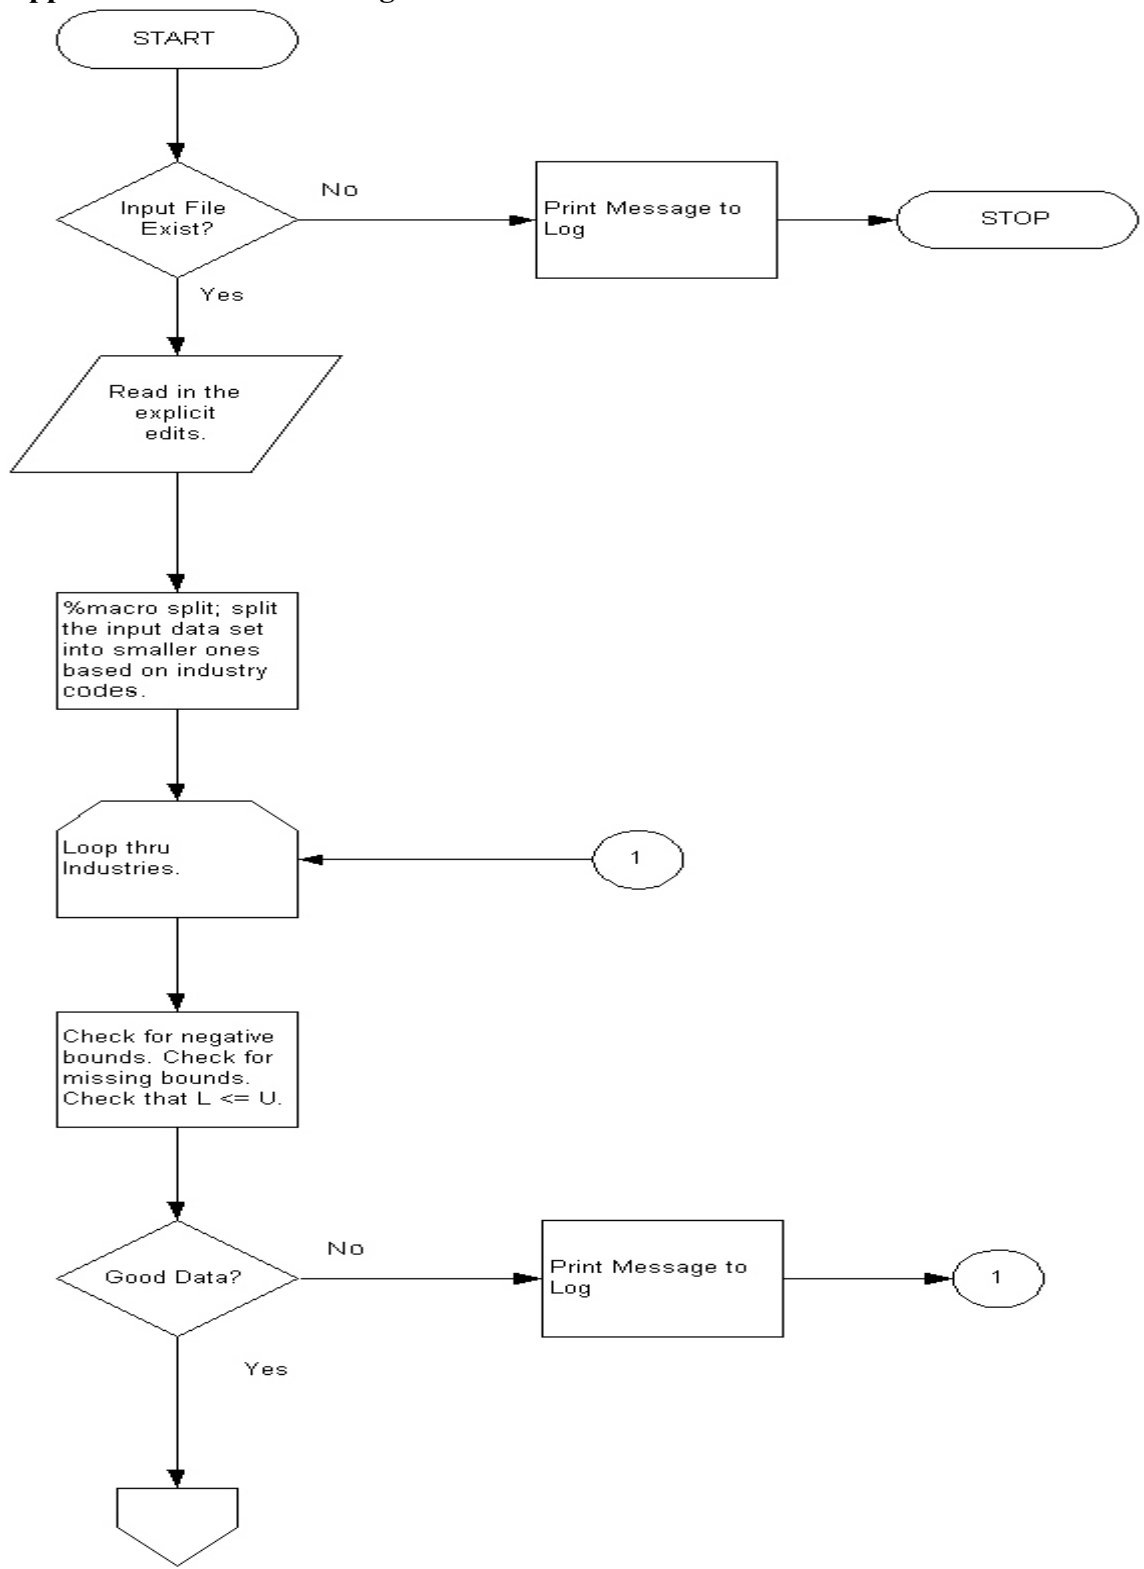 START
Input File
Exist?
No
Print Message to
Log
STOP
Yes
Read in the
explicit
edits.
%macro split; split
the input data set
into smaller ones
based on industry
codes.
Loop thru
Industries.
1
Check for negative
bounds. Check for
missing bounds.
Check that L <= U.
Good Data?
No
Print Message to
Log
1
Yes